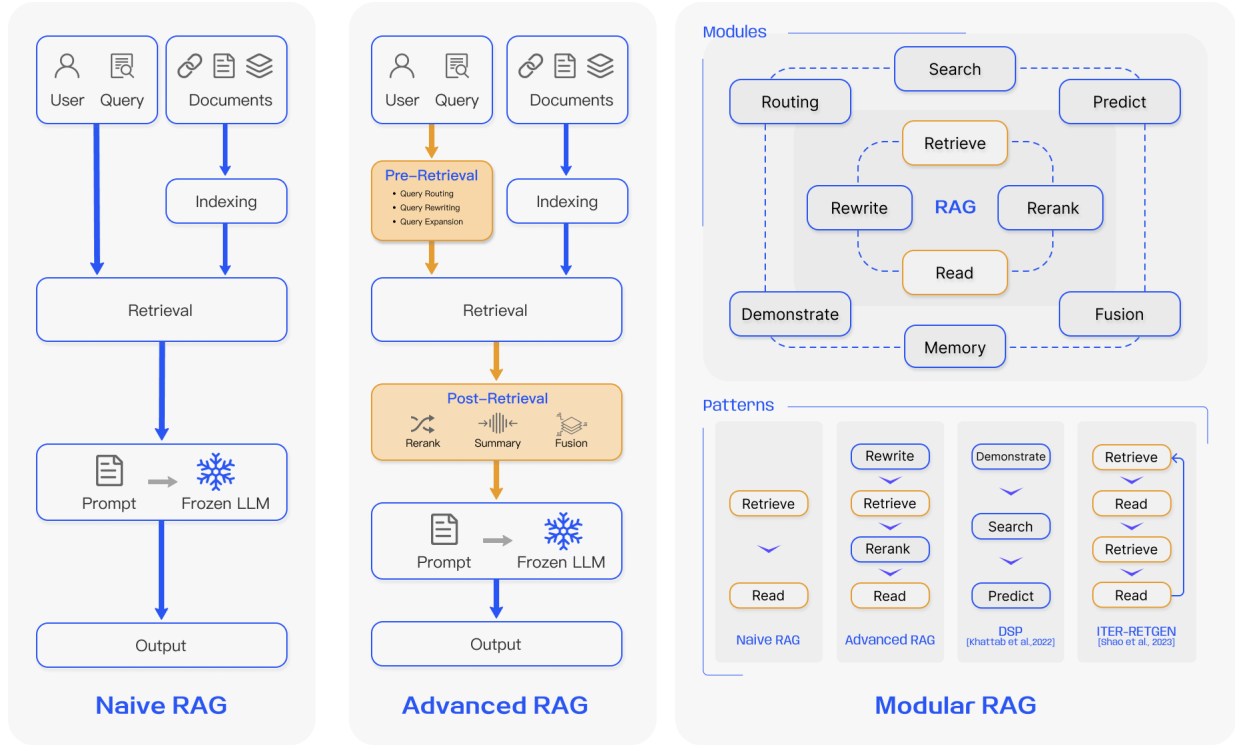 User Query
Documents
Indexing
Retrieval
Prompt
Frozen LLM
Output
Naive RAG
User Query
Documents
Pre-Retrieval
• Query Routing
• Query Rewriting
• Query Expansion
Indexing
Retrieval
Post-Retrieval
Rerank
Summary
Fusion
Prompt
Frozen LLM
Output
Advanced RAG
Modules
Search
Routing
Predict
Retrieve
Rewrite
RAG
Rerank
Read
Demonstrate
Fusion
Memory
Patterns
Retrieve
Read
Naive RAG
Rewrite
Retrieve
Rerank
Read
Advanced RAG
Demonstrate
Search
Predict
DSP
[Khattab et al.,2022]
Retrieve
Read
Retrieve
Read
ITER-RETGEN
[Shao et al., 2023]
Modular RAG